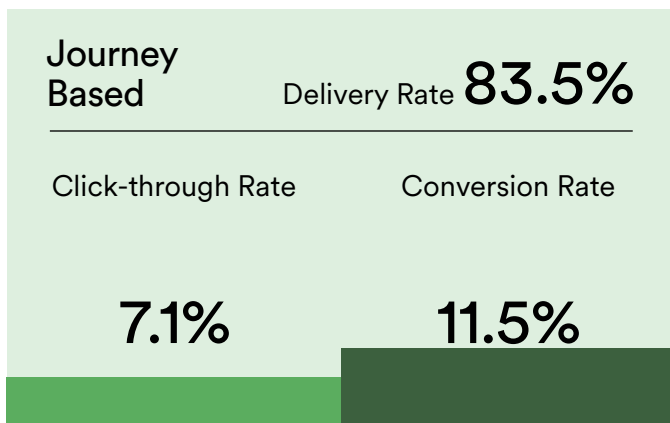 Journey
Based
Delivery Rate 83.5%
Click-through Rate
Conversion Rate
7.1%
11.5%